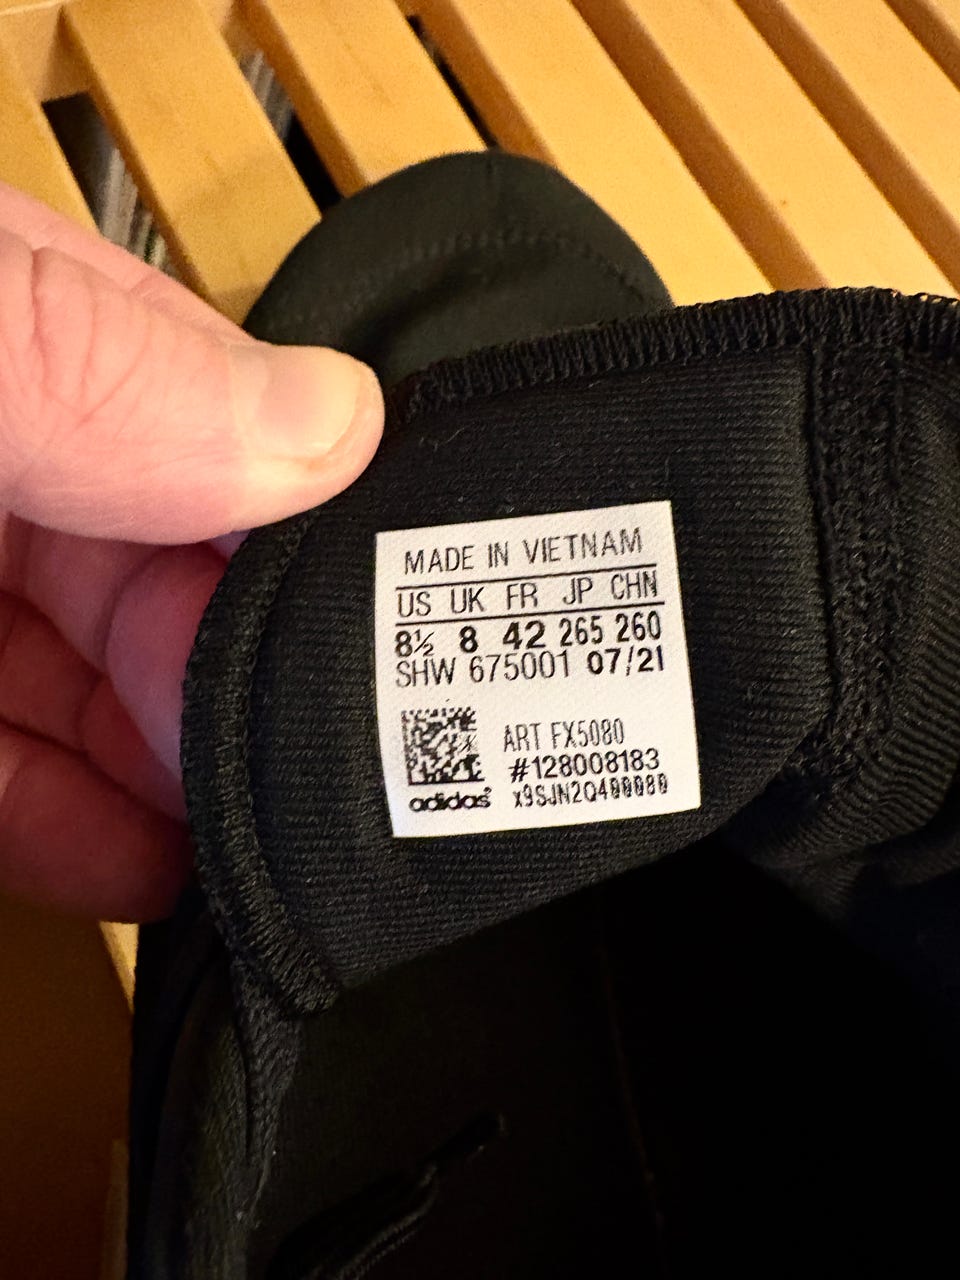 MADE IN VIETNAM
US UK FR JP CHN
8½ 8 42 265 260
SHW 675001 07/21
ART FX5080
#128008183
adidas®